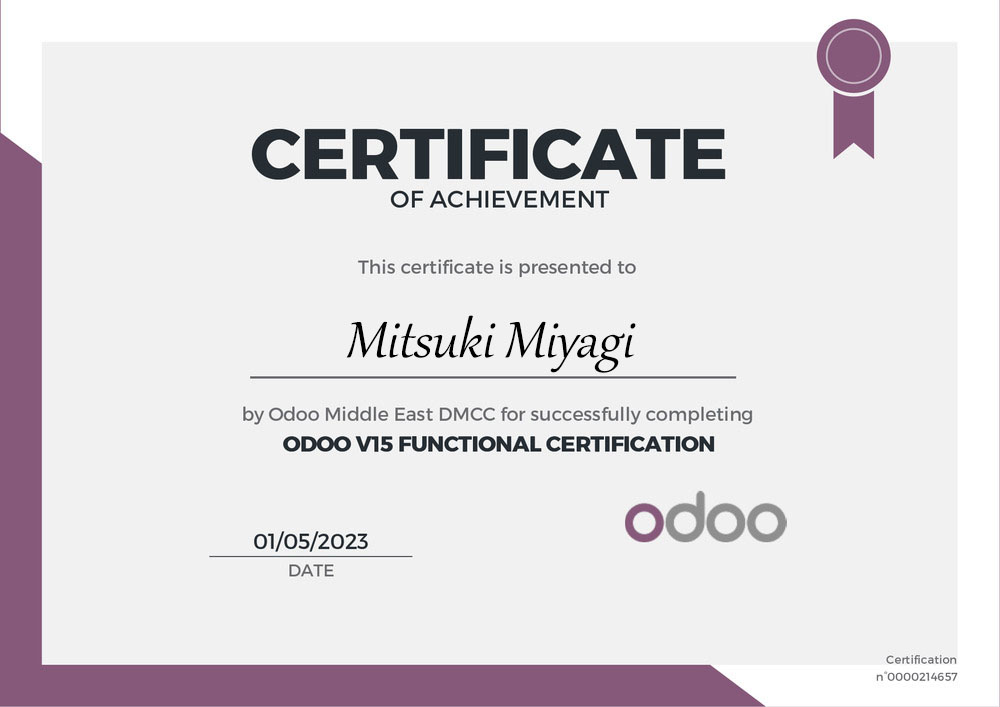 CERTIFICATE
OF ACHIEVEMENT
This certificate is presented to
Mitsuki Miyagi
by Odoo Middle East DMCC for successfully completing
ODOO V15 FUNCTIONAL CERTIFICATION
odoo
01/05/2023
DATE
Certification
n°0000214657